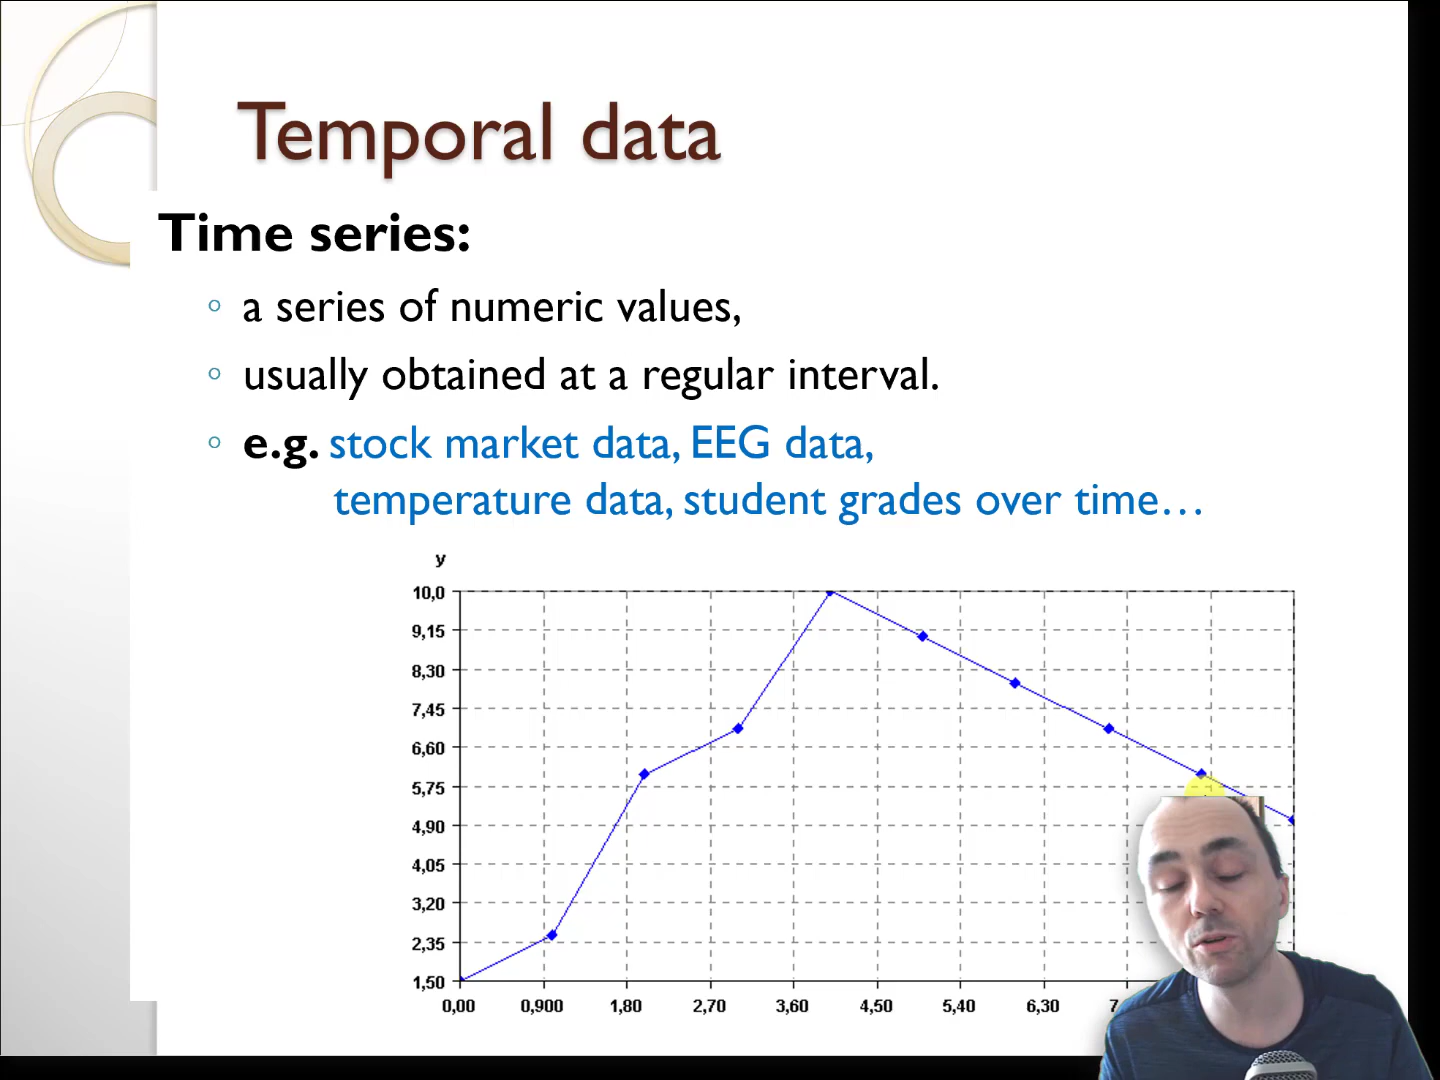 Temporal data
Time series:
a series of numeric values,
usually obtained at a regular interval.
e.g. stock market data, EEG data,
temperature data, student grades over time…
y
10,0
9,15
8,30
7,45
6,60
5,75
4,90
4,05
3,20
2,35
1,50
0,00 0,900 1,80 2,70 3,60 4,50 5,40 6,30